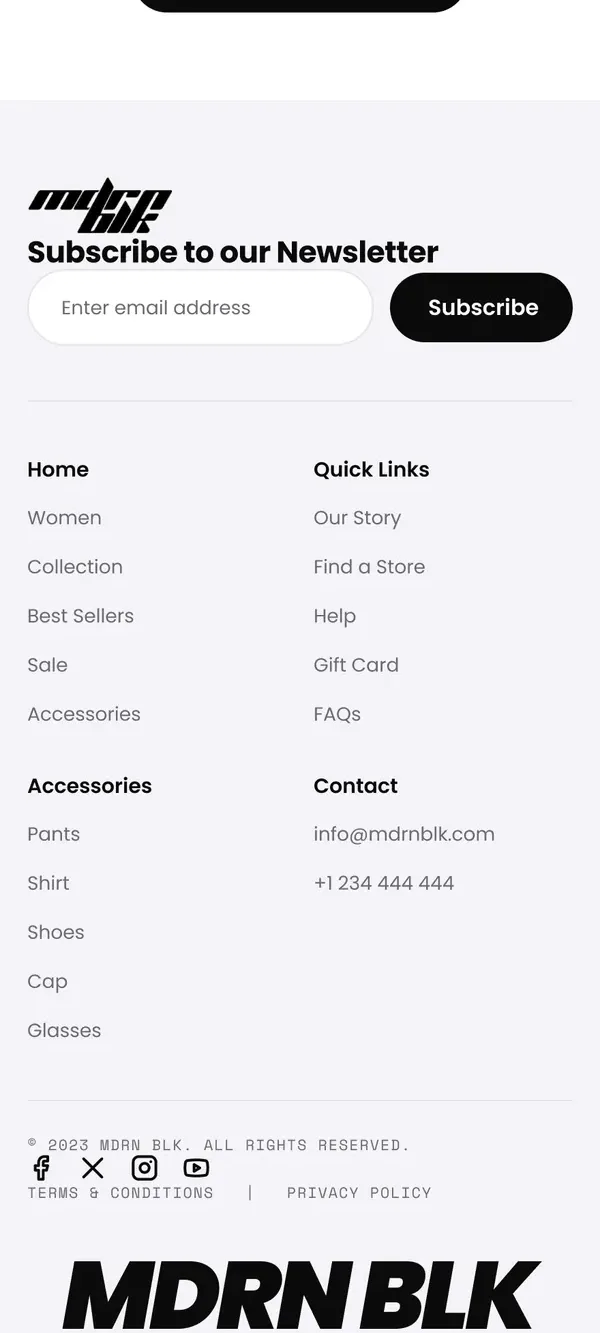 mdrn
blk
Subscribe to our Newsletter
Enter email address
Subscribe
Home
Women
Collection
Best Sellers
Sale
Accessories
Quick Links
Our Story
Find a Store
Help
Gift Card
FAQs
Accessories
Pants
Shirt
Shoes
Cap
Glasses
Contact
info@mdrnblk.com
+1 234 444 444
© 2023 MDRN BLK. ALL RIGHTS RESERVED.
TERMS & CONDITIONS | PRIVACY POLICY
MDRN BLK